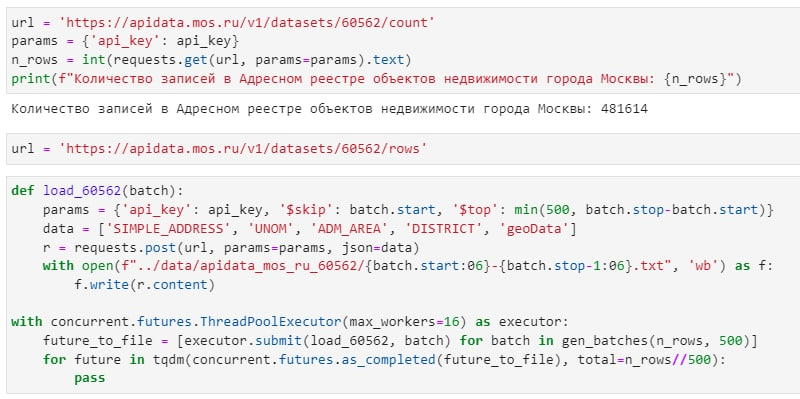 url = 'https://apidata.mos.ru/v1/datasets/60562/count'
params = {'api_key': api_key}
n_rows = int(requests.get(url, params=params).text)
print(f"Количество записей в Адресном реестре объектов недвижимости города Москвы: {n_rows}")
Количество записей в Адресном реестре объектов недвижимости города Москвы: 481614
url = 'https://apidata.mos.ru/v1/datasets/60562/rows'
def load_60562(batch):
    params = {'api_key': api_key, '$skip': batch.start, '$top': min(500, batch.stop-batch.start)}
    data = ['SIMPLE_ADDRESS', 'UNOM', 'ADM_AREA', 'DISTRICT', 'geoData']
    r = requests.post(url, params=params, json=data)
    with open(f"../data/apidata_mos_ru_60562/{batch.start:06}-{batch.stop-1:06}.txt", 'wb') as f:
        f.write(r.content)
with concurrent.futures.ThreadPoolExecutor(max_workers=16) as executor:
    future_to_file = [executor.submit(load_60562, batch) for batch in gen_batches(n_rows, 500)]
    for future in tqdm(concurrent.futures.as_completed(future_to_file), total=n_rows//500):
        pass